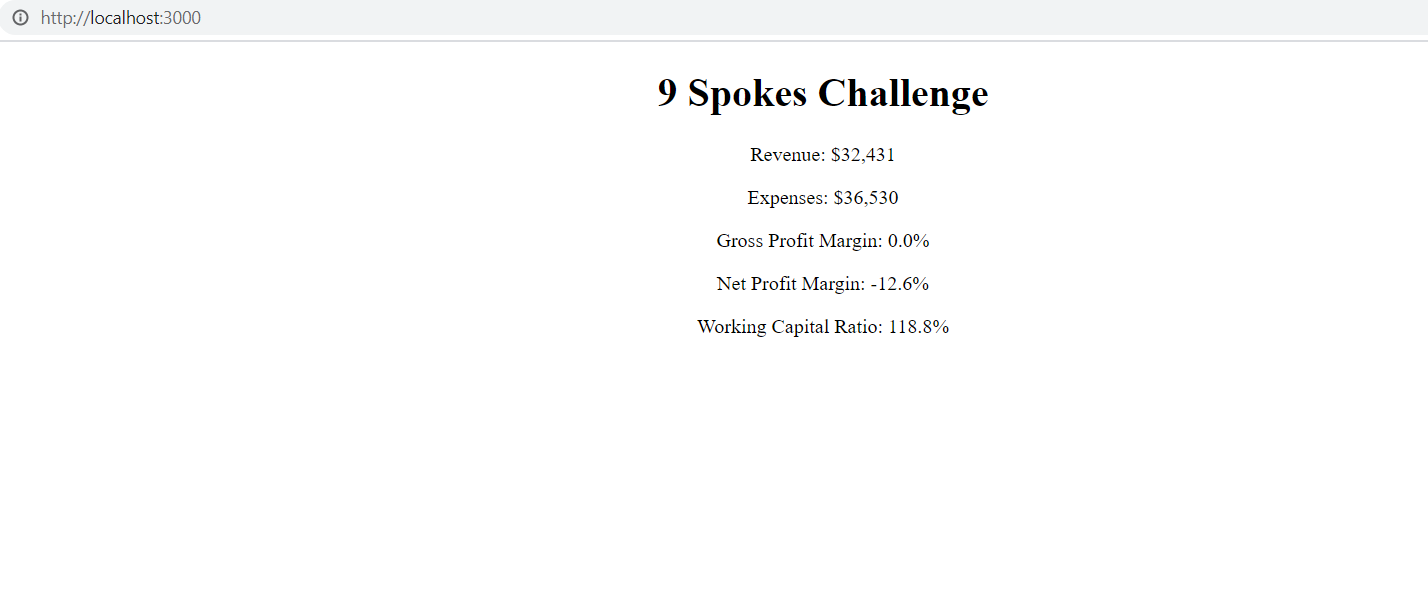 http://localhost:3000
9 Spokes Challenge
Revenue: $32,431
Expenses: $36,530
Gross Profit Margin: 0.0%
Net Profit Margin: -12.6%
Working Capital Ratio: 118.8%